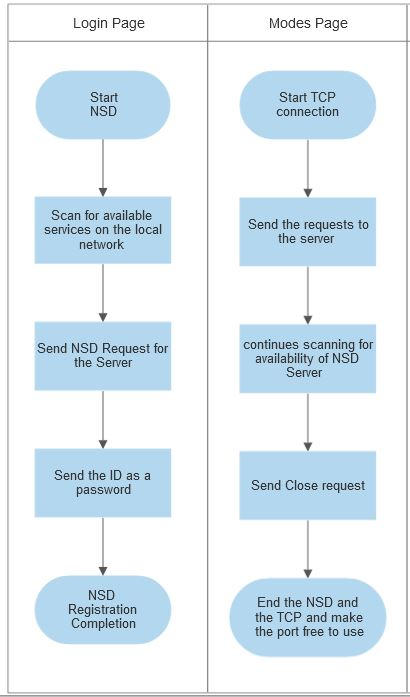 Login Page
Modes Page
Start
NSD
Scan for available
services on the local
network
Send NSD Request for
the Server
Send the ID as a
password
NSD
Registration
Completion
Start TCP
connection
Send the requests to
the server
continues scanning for
availability of NSD
Server
Send Close request
End the NSD and
the TCP and make
the port free to use